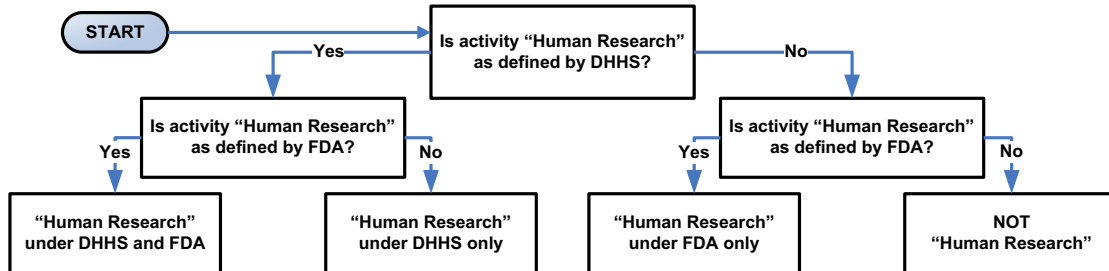 START
Is activity “Human Research”
as defined by DHHS?
Yes
No
Is activity “Human Research”
as defined by FDA?
Is activity “Human Research”
as defined by FDA?
Yes
No
Yes
No
“Human Research”
under DHHS and FDA
“Human Research”
under DHHS only
“Human Research”
under FDA only
NOT
“Human Research”